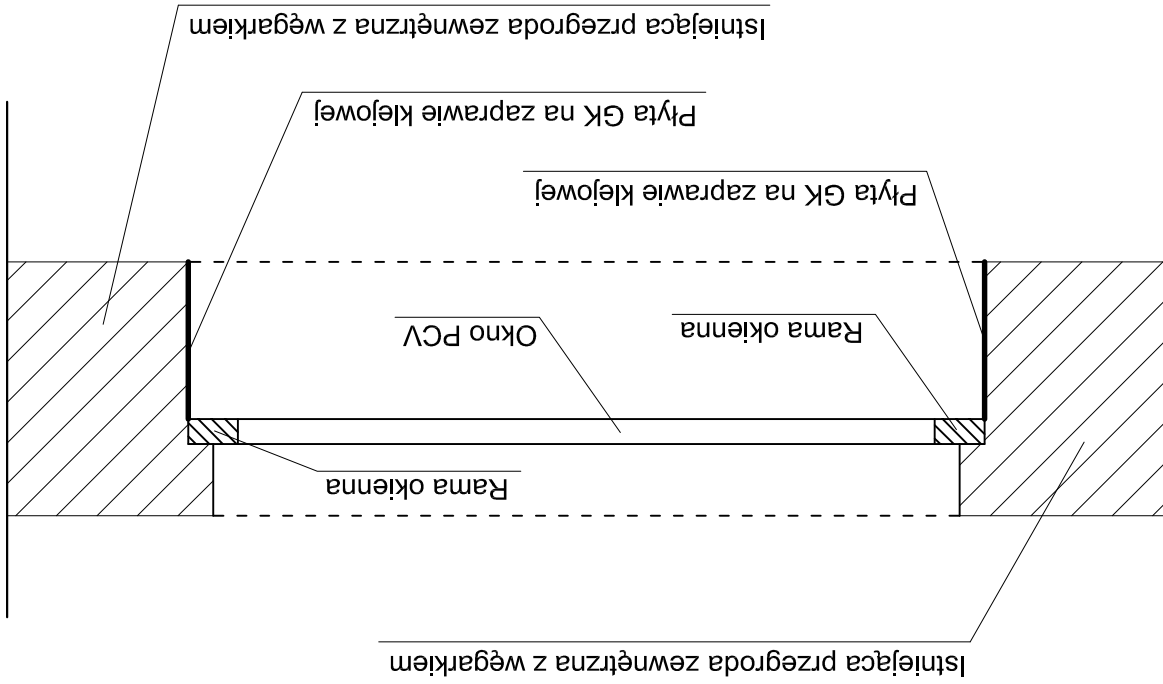 Istniejąca przegroda zewnętrzna z węgarkiem
Rama okienna
Rama okienna
Okno PCV
Płyta GK na zaprawie klejowej
Płyta GK na zaprawie klejowej
Istniejąca przegroda zewnętrzna z węgarkiem